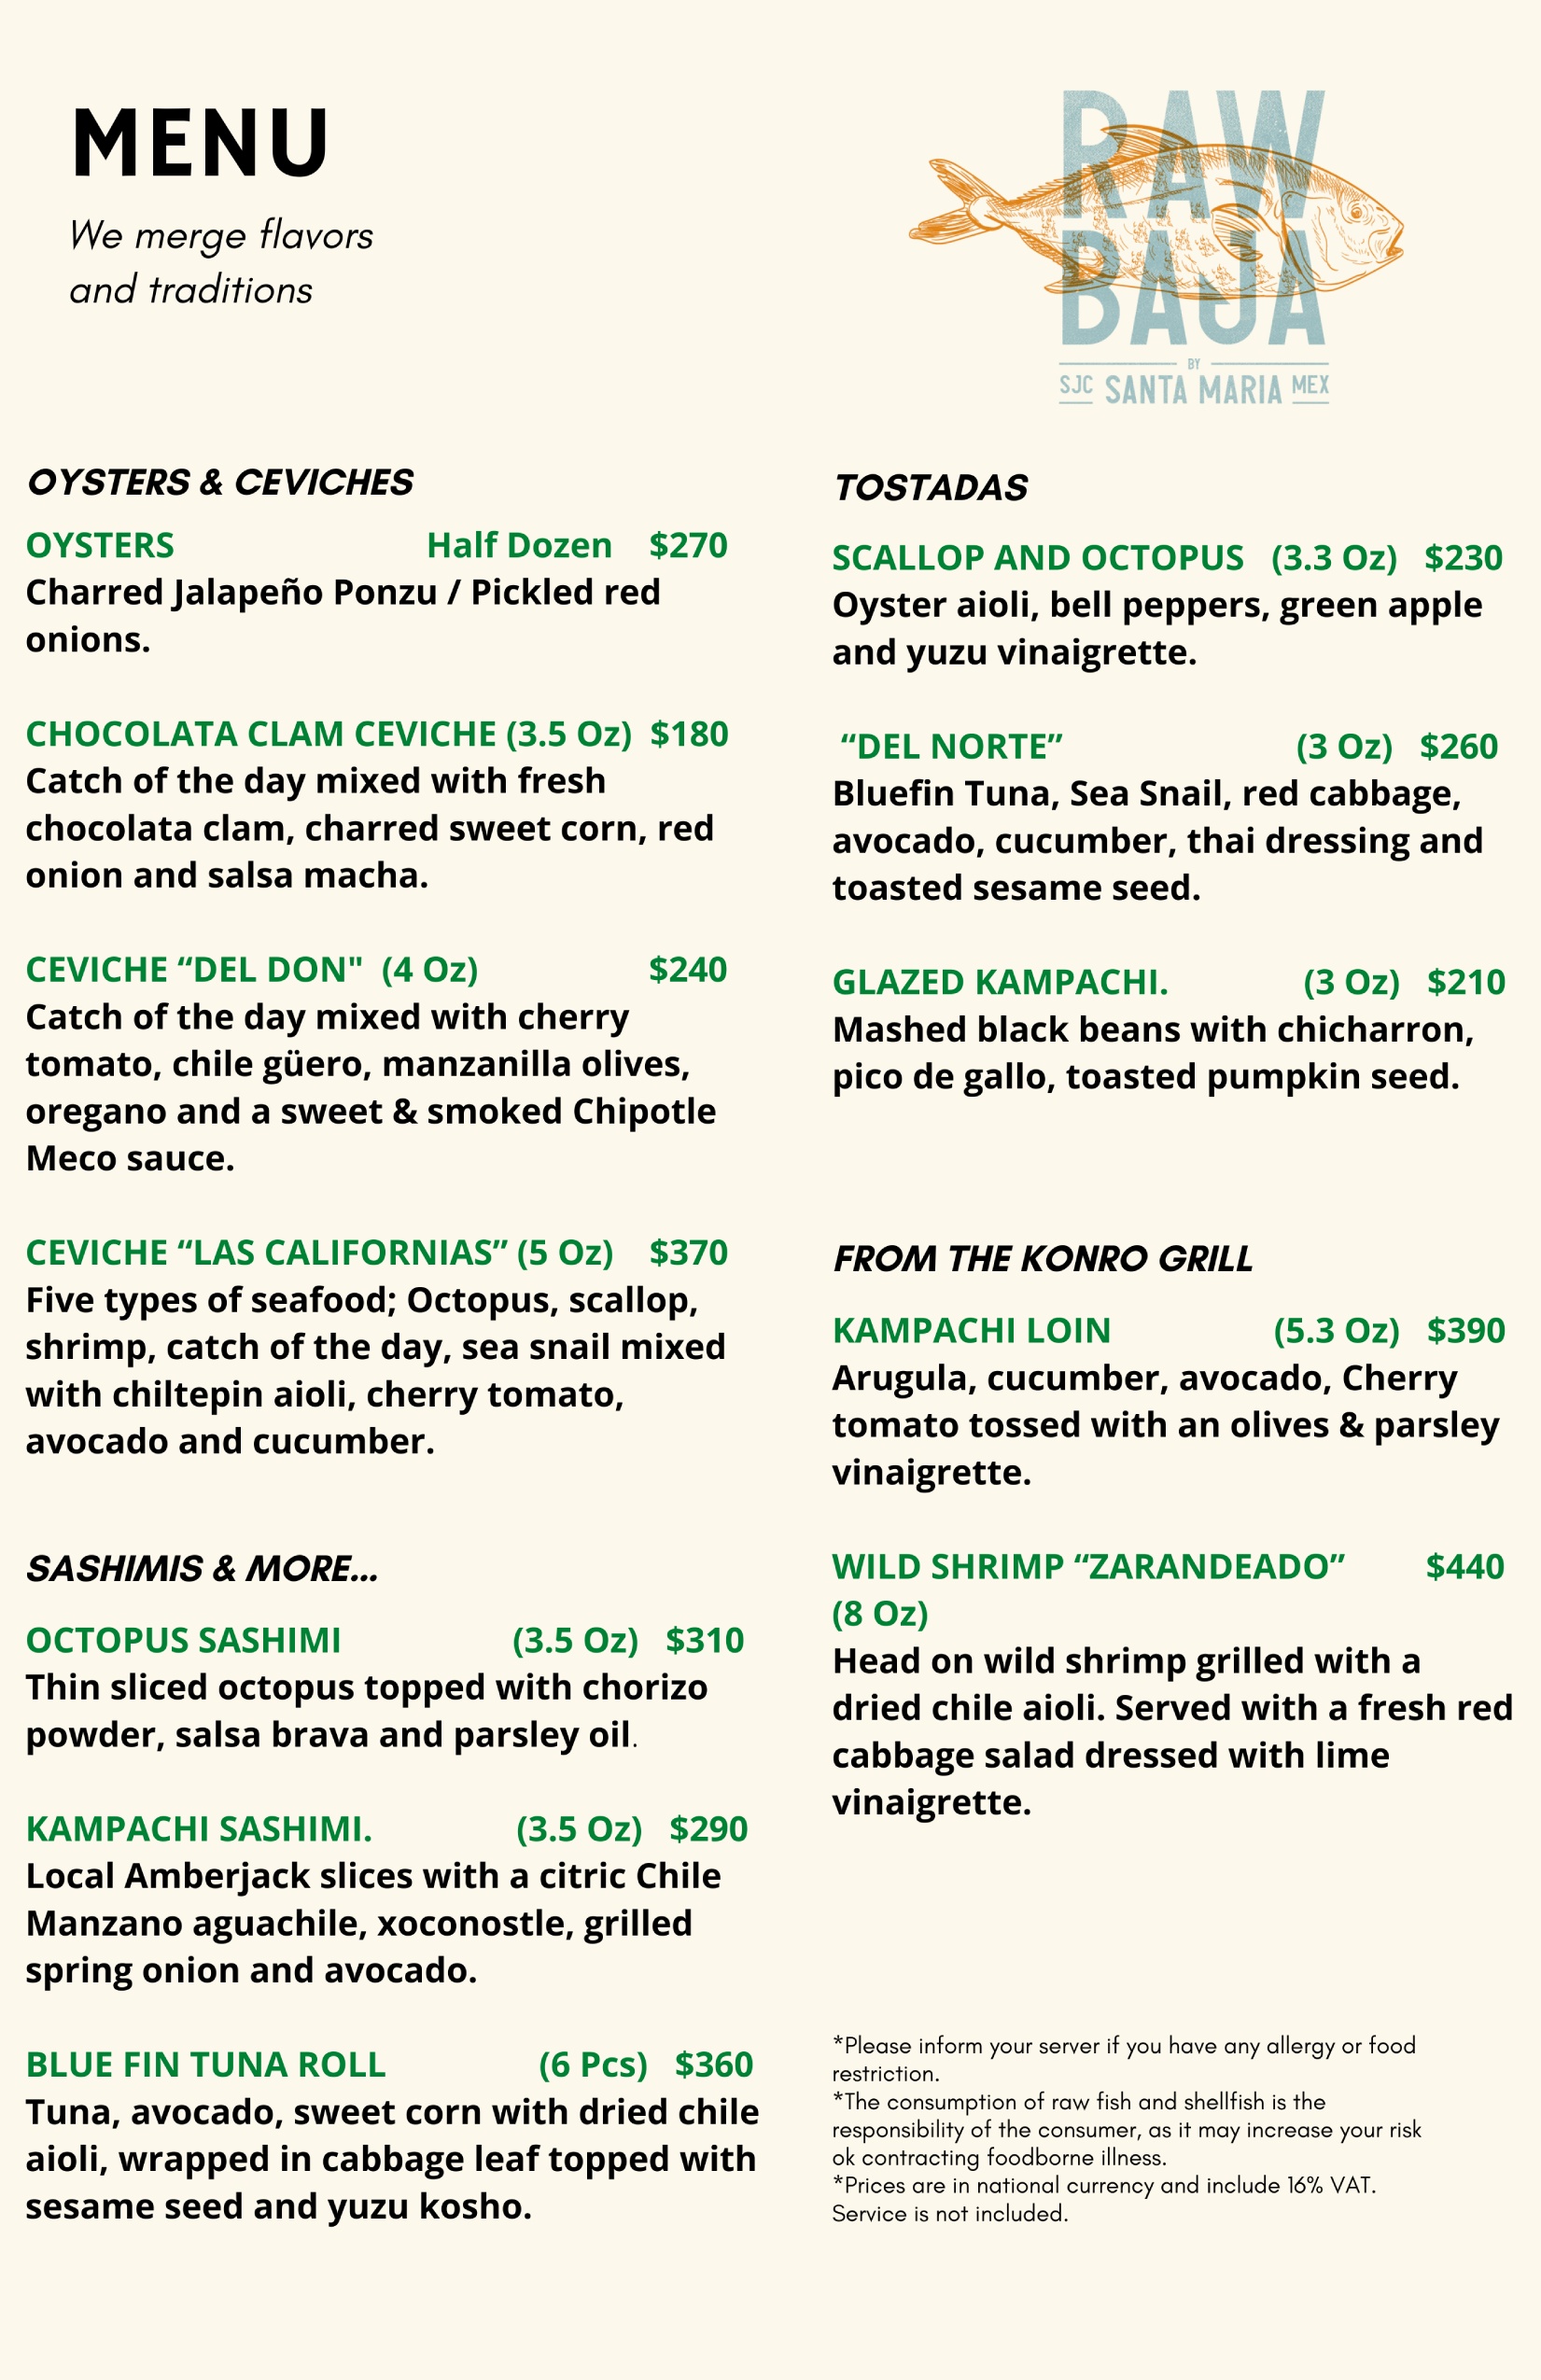 MENU
We merge flavors
and traditions
RAW
BAJA
BY
SJC SANTA MARIA MEX
OYSTERS & CEVICHES
OYSTERS Half Dozen $270
Charred Jalapeño Ponzu / Pickled red
onions.
CHOCOLATA CLAM CEVICHE (3.5 Oz) $180
Catch of the day mixed with fresh
chocolata clam, charred sweet corn, red
onion and salsa macha.
CEVICHE “DEL DON" (4 Oz) $240
Catch of the day mixed with cherry
tomato, chile güero, manzanilla olives,
oregano and a sweet & smoked Chipotle
Meco sauce.
CEVICHE “LAS CALIFORNIAS” (5 Oz) $370
Five types of seafood; Octopus, scallop,
shrimp, catch of the day, sea snail mixed
with chiltepin aioli, cherry tomato,
avocado and cucumber.
SASHIMIS & MORE...
OCTOPUS SASHIMI (3.5 Oz) $310
Thin sliced octopus topped with chorizo
powder, salsa brava and parsley oil.
KAMPACHI SASHIMI. (3.5 Oz) $290
Local Amberjack slices with a citric Chile
Manzano aguachile, xoconostle, grilled
spring onion and avocado.
BLUE FIN TUNA ROLL (6 Pcs) $360
Tuna, avocado, sweet corn with dried chile
aioli, wrapped in cabbage leaf topped with
sesame seed and yuzu kosho.
TOSTADAS
SCALLOP AND OCTOPUS (3.3 Oz) $230
Oyster aioli, bell peppers, green apple
and yuzu vinaigrette.
“DEL NORTE” (3 Oz) $260
Bluefin Tuna, Sea Snail, red cabbage,
avocado, cucumber, thai dressing and
toasted sesame seed.
GLAZED KAMPACHI. (3 Oz) $210
Mashed black beans with chicharron,
pico de gallo, toasted pumpkin seed.
FROM THE KONRO GRILL
KAMPACHI LOIN (5.3 Oz) $390
Arugula, cucumber, avocado, Cherry
tomato tossed with an olives & parsley
vinaigrette.
WILD SHRIMP “ZARANDEADO” $440
(8 Oz)
Head on wild shrimp grilled with a
dried chile aioli. Served with a fresh red
cabbage salad dressed with lime
vinaigrette.
*Please inform your server if you have any allergy or food
restriction.
*The consumption of raw fish and shellfish is the
responsibility of the consumer, as it may increase your risk
ok contracting foodborne illness.
*Prices are in national currency and include 16% VAT.
Service is not included.